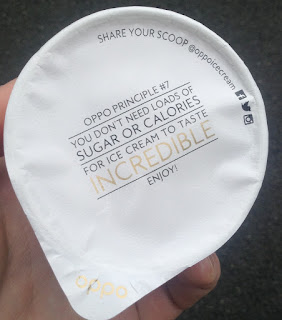 SHARE YOUR SCOOP @oppoicecream
OPPO PRINCIPLE #7
YOU DON'T NEED LOADS OF
SUGAR OR CALORIES
FOR ICE CREAM TO TASTE
INCREDIBLE
ENJOY!
oppo